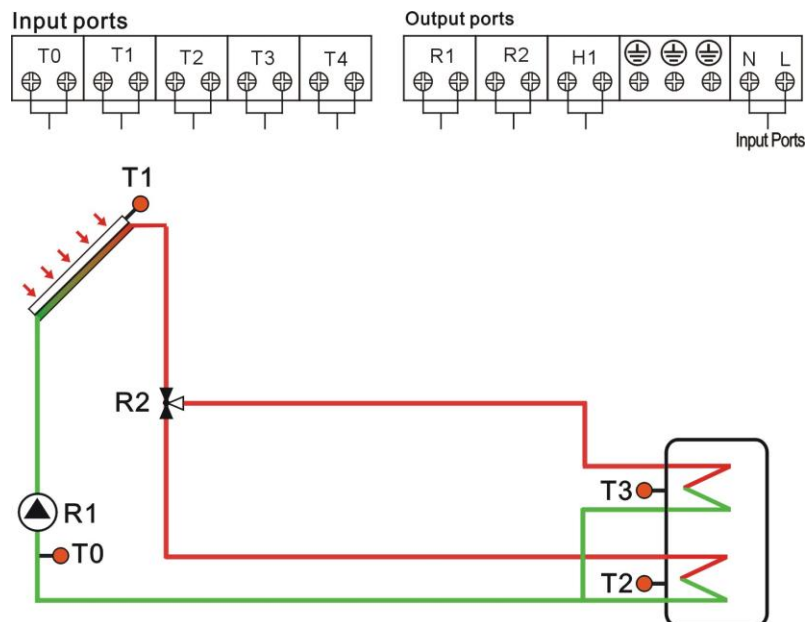 Input ports
T0 T1 T2 T3 T4
Output ports
R1 R2 H1 N L
Input Ports
T1
R2
R1
T0
T3
T2